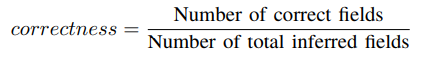 correctness = Number of correct fields / Number of total inferred fields